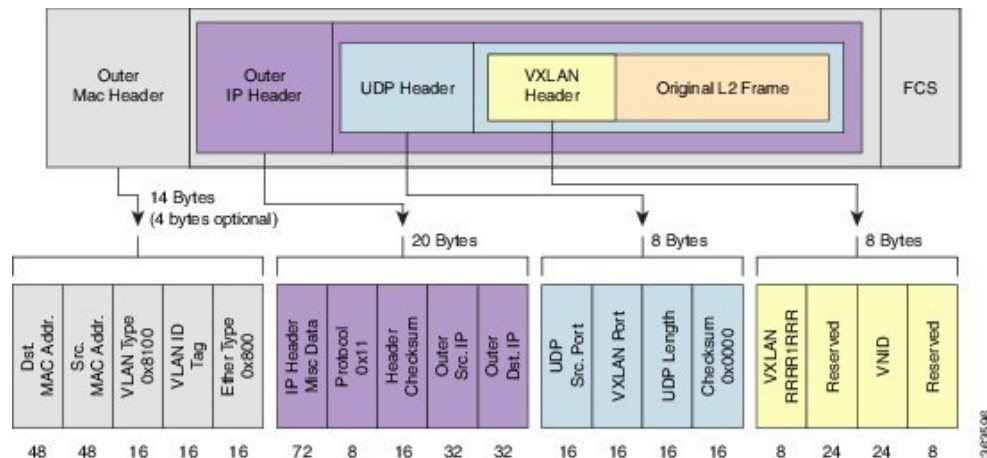 Outer
Mac Header
Outer
IP Header
UDP Header
VXLAN
Header
Original L2 Frame
FCS
14 Bytes
(4 bytes optional)
20 Bytes
8 Bytes
8 Bytes
Dst.
MAC Addr.
Src.
MAC Addr.
VLAN Type
0x8100
VLAN ID
Tag
Ether Type
0x800
IP Header
Misc Data
Protocol
0x11
Header
Checksum
Outer
Src. IP
Outer
Dst. IP
UDP
Src. Port
VXLAN Port
UDP Length
Checksum
0x0000
VXLAN
RRRR1RRR
Reserved
VNID
Reserved
48 48 16 16 16 72 8 16 32 32 16 16 16 16 8 24 24 8